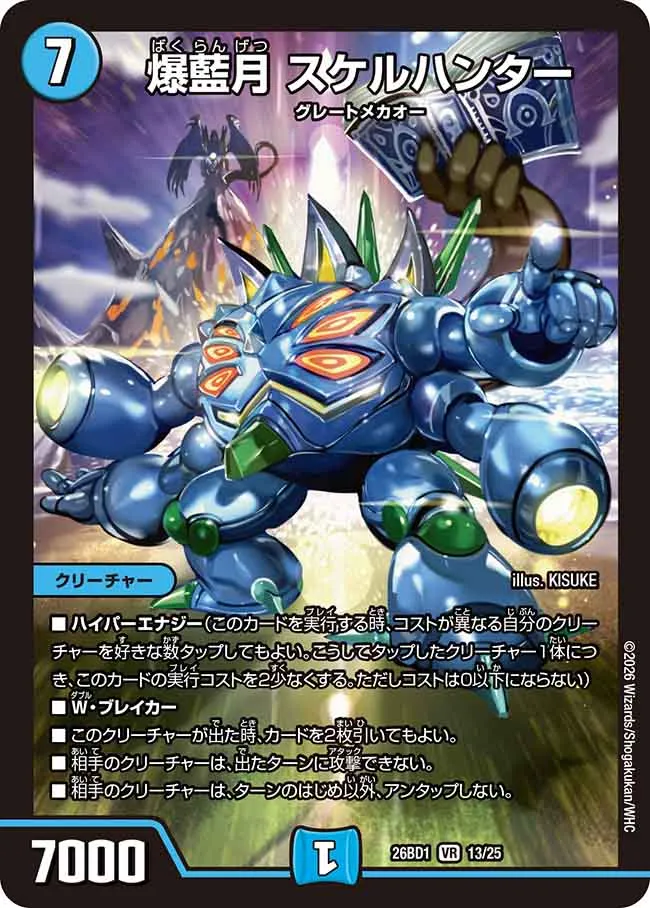 7
ばくらんげつ
爆藍月 スケルハンター
グレートメカオー
クリーチャー
illus. KISUKE
■ ハイパーエナジー(このカードを実行する時、コストが異なる自分のクリー
チャーを好きな数タップしてもよい。こうしてタップしたクリーチャー1体につ
き、このカードの実行コストを2少なくする。ただしコストは0以下にならない)
■ W・ブレイカー
■ このクリーチャーが出た時、カードを2枚引いてもよい。
■ 相手のクリーチャーは、出たターンに攻撃できない。
■ 相手のクリーチャーは、ターンのはじめ以外、アンタップしない。
©2026 Wizards/Shogakukan/WHC
7000
1
26BD1 VR 13/25